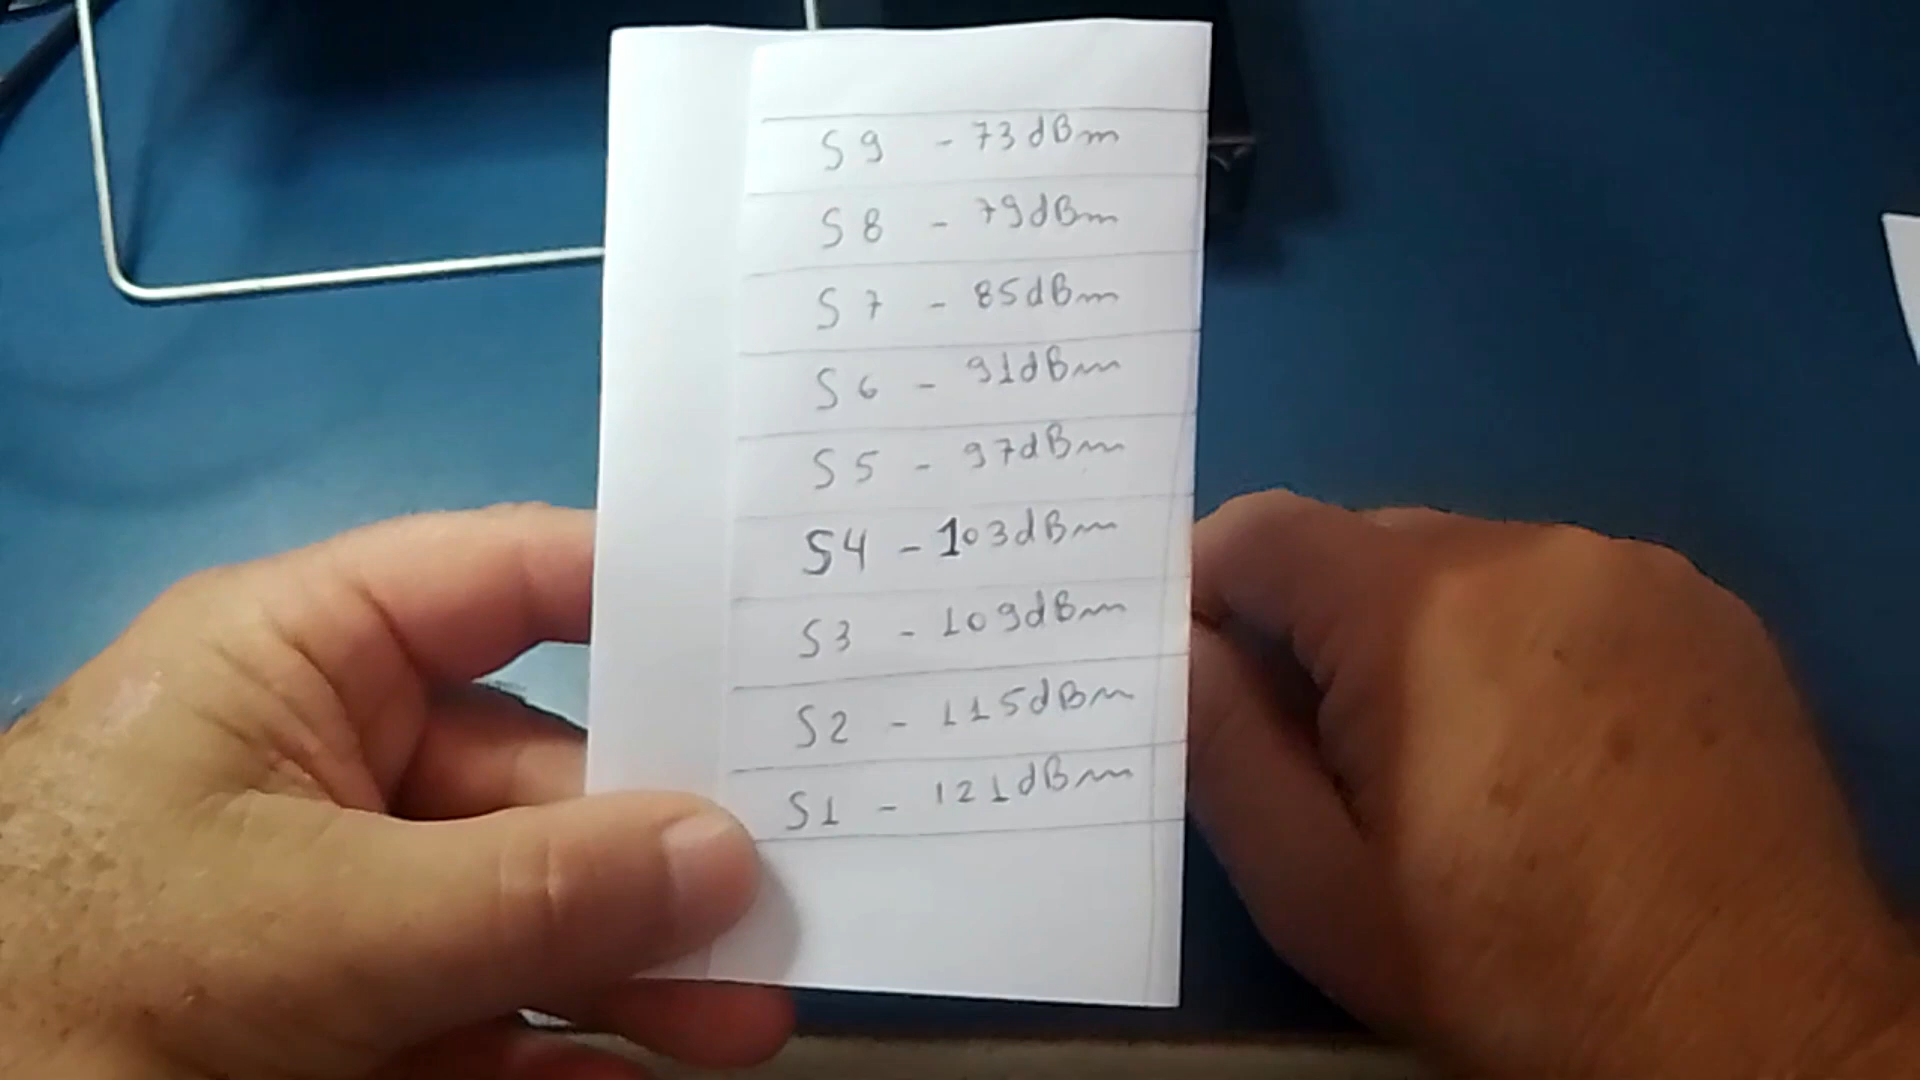 S9 - 73dBm
S8 - 79dBm
S7 - 85dBm
S6 - 91dBm
S5 - 97dBm
S4 - 103dBm
S3 - 109dBm
S2 - 115dBm
S1 - 121dBm